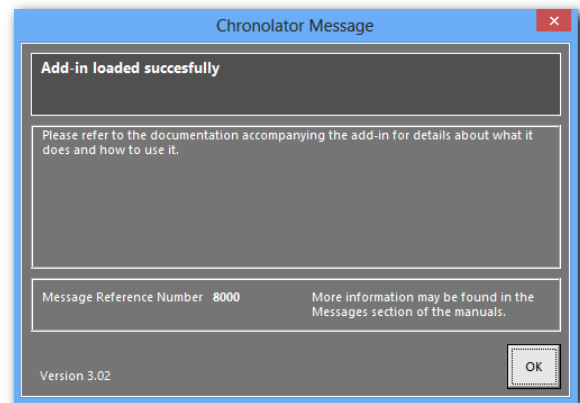 Chronolator Message
Add-in loaded succesfully
Please refer to the documentation accompanying the add-in for details about what it
does and how to use it.
Message Reference Number 8000
More information may be found in the
Messages section of the manuals.
Version 3.02
OK